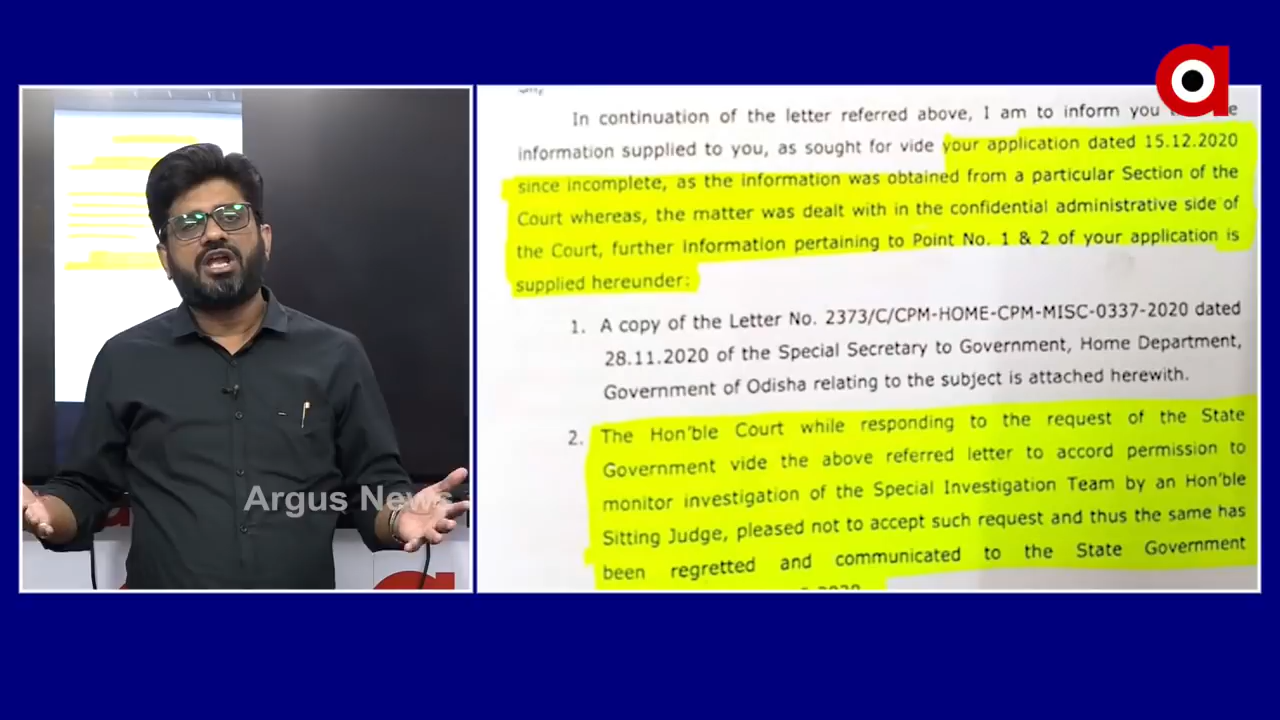 In continuation of the letter referred above, I am to inform you
information supplied to you, as sought for vide your application dated 15.12.2020
since incomplete, as the information was obtained from a particular Section of the
Court whereas, the matter was dealt with in the confidential administrative side of
the Court, further information pertaining to Point No. 1 & 2 of your application is
supplied hereunder:
1. A copy of the Letter No. 2373/C/CPM-HOME-CPM-MISC-0337-2020 dated
28.11.2020 of the Special Secretary to Government, Home Department,
Government of Odisha relating to the subject is attached herewith.
2. The Hon'ble Court while responding to the request of the State
Government vide the above referred letter to accord permission to
monitor investigation of the Special Investigation Team by an Hon'ble
Sitting Judge, pleased not to accept such request and thus the same has
been regretted and communicated to the State Government
Argus News